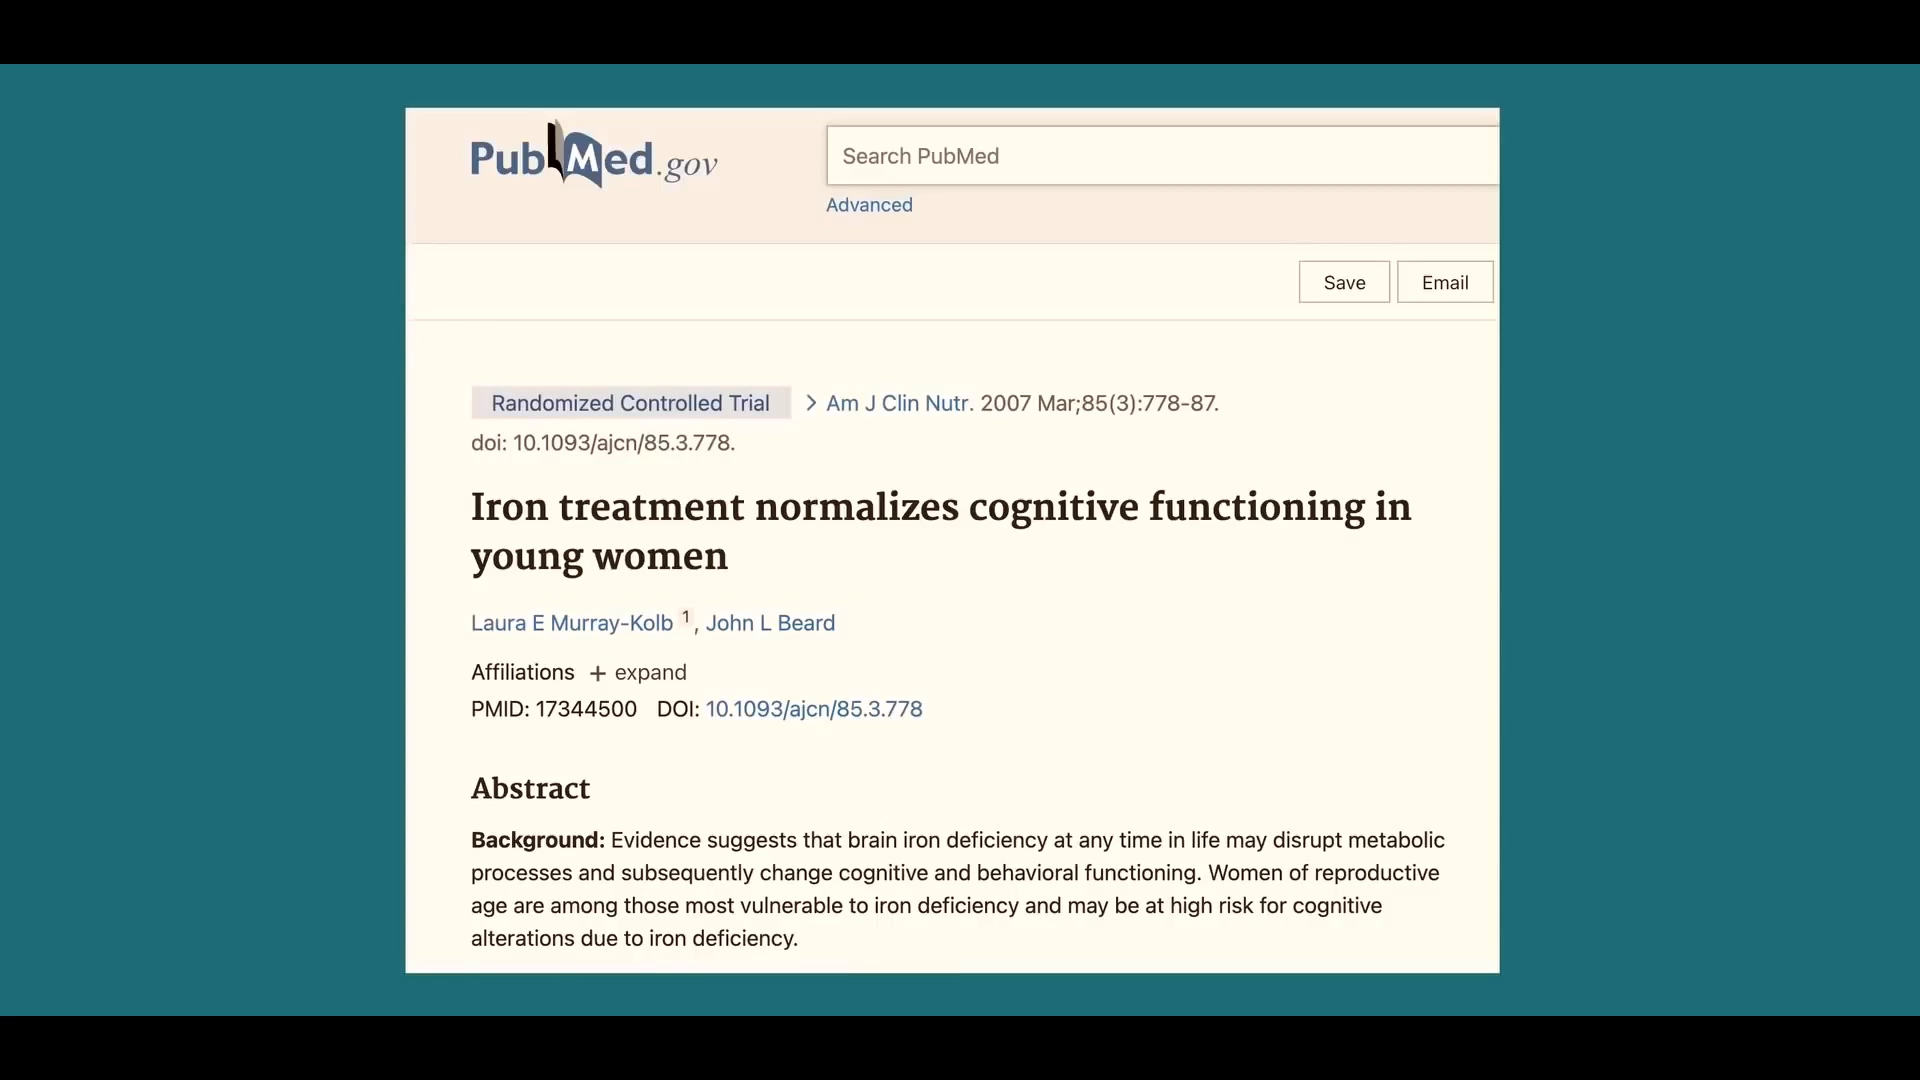 PubMed.gov
Search PubMed
Advanced
Save
Email
Randomized Controlled Trial > Am J Clin Nutr. 2007 Mar;85(3):778-87.
doi: 10.1093/ajcn/85.3.778.
Iron treatment normalizes cognitive functioning in
young women
Laura E Murray-Kolb 1, John L Beard
Affiliations + expand
PMID: 17344500 DOI: 10.1093/ajcn/85.3.778
Abstract
Background: Evidence suggests that brain iron deficiency at any time in life may disrupt metabolic
processes and subsequently change cognitive and behavioral functioning. Women of reproductive
age are among those most vulnerable to iron deficiency and may be at high risk for cognitive
alterations due to iron deficiency.